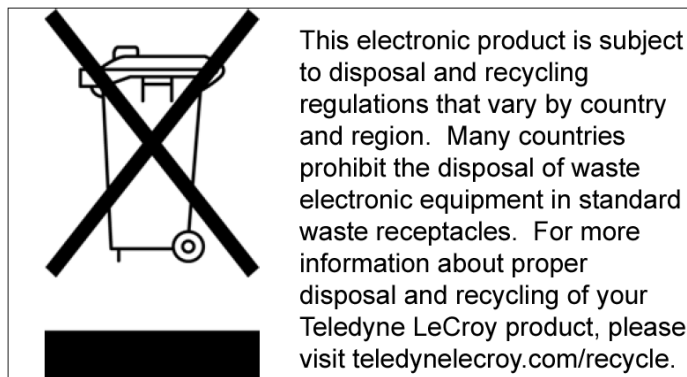 This electronic product is subject
to disposal and recycling
regulations that vary by country
and region.  Many countries
prohibit the disposal of waste
electronic equipment in standard
waste receptacles.  For more
information about proper
disposal and recycling of your
Teledyne LeCroy product, please
visit teledynelecroy.com/recycle.